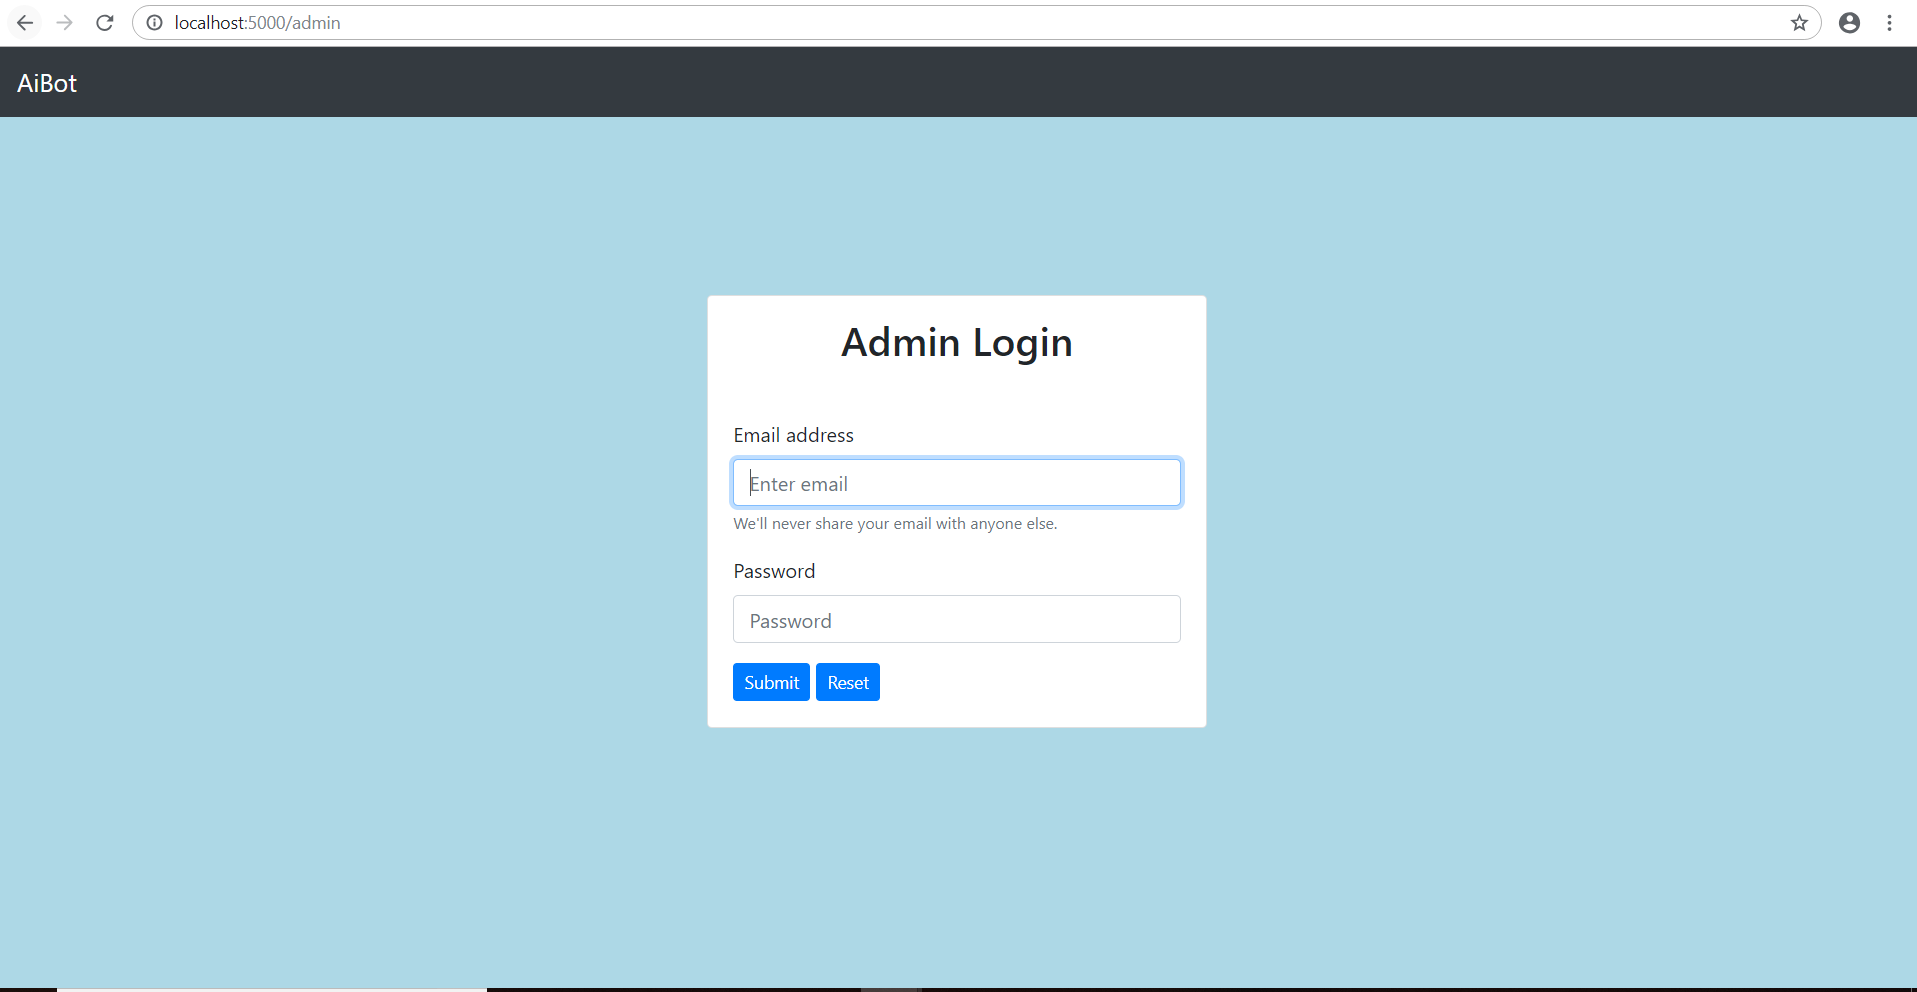 localhost:5000/admin
AiBot
Admin Login
Email address
Enter email
We'll never share your email with anyone else.
Password
Password
Submit Reset